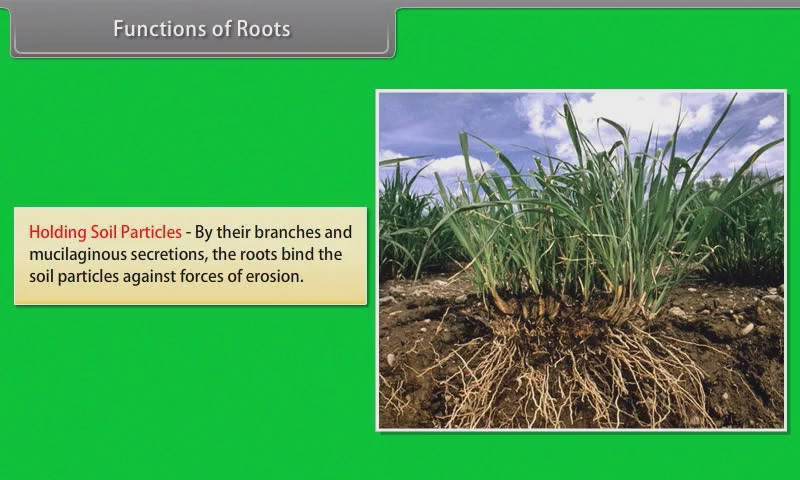 Functions of Roots
Holding Soil Particles - By their branches and
mucilaginous secretions, the roots bind the
soil particles against forces of erosion.